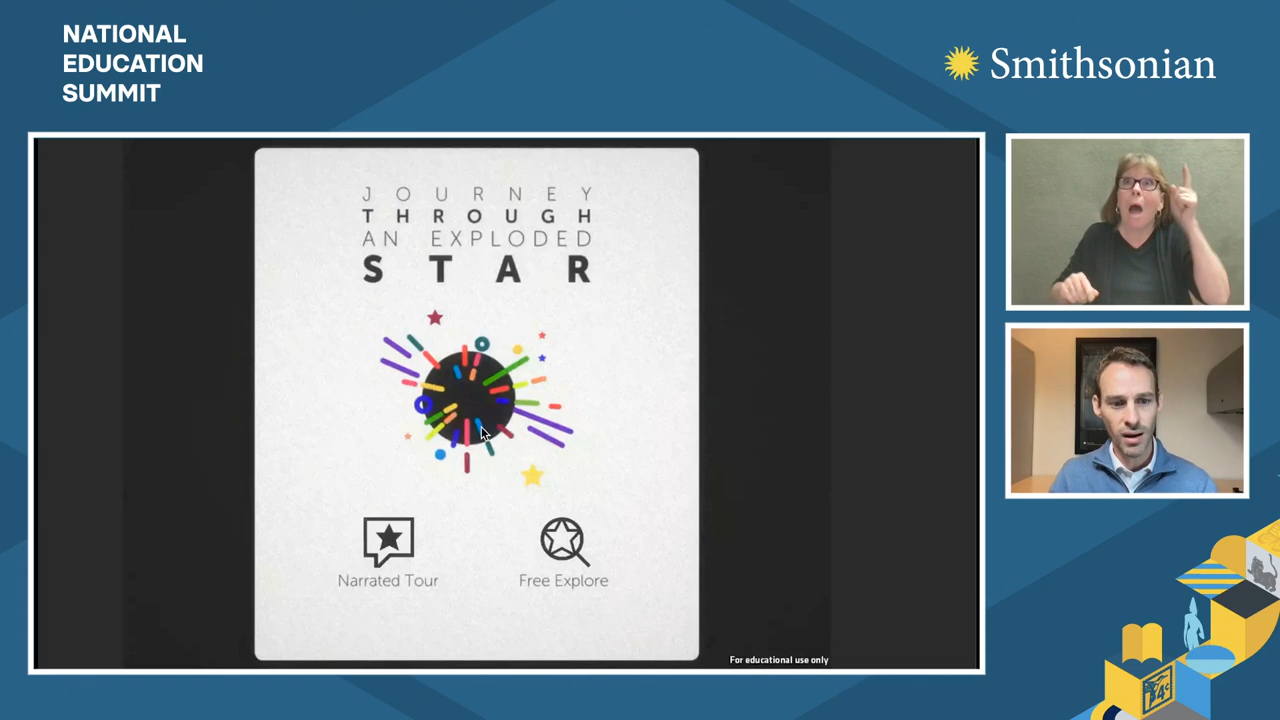 NATIONAL
EDUCATION
SUMMIT
Smithsonian
JOURNEY
THROUGH
AN EXPLODED
STAR
Narrated Tour
Free Explore
For educational use only